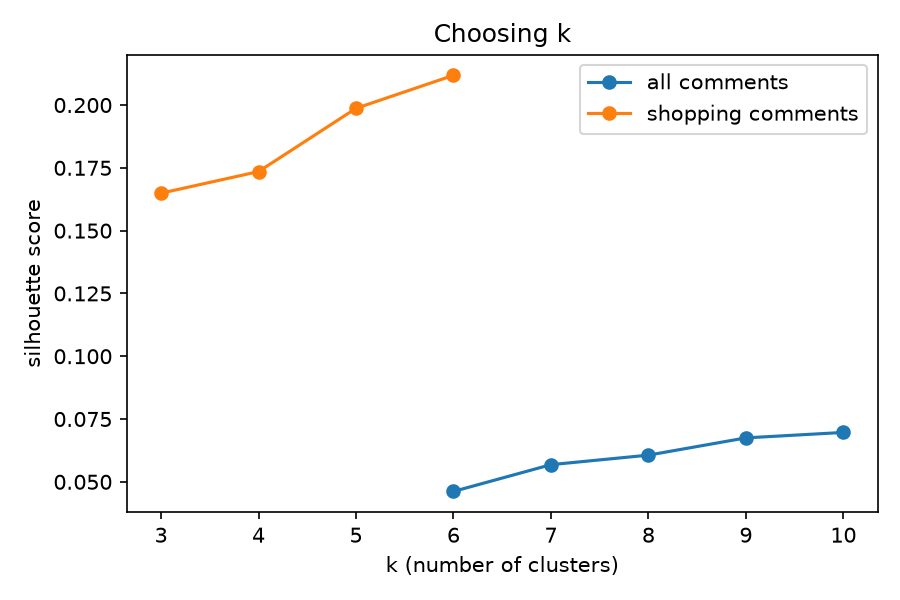 Choosing k
all comments
shopping comments
silhouette score
0.200
0.175
0.150
0.125
0.100
0.075
0.050
3 4 5 6 7 8 9 10
k (number of clusters)